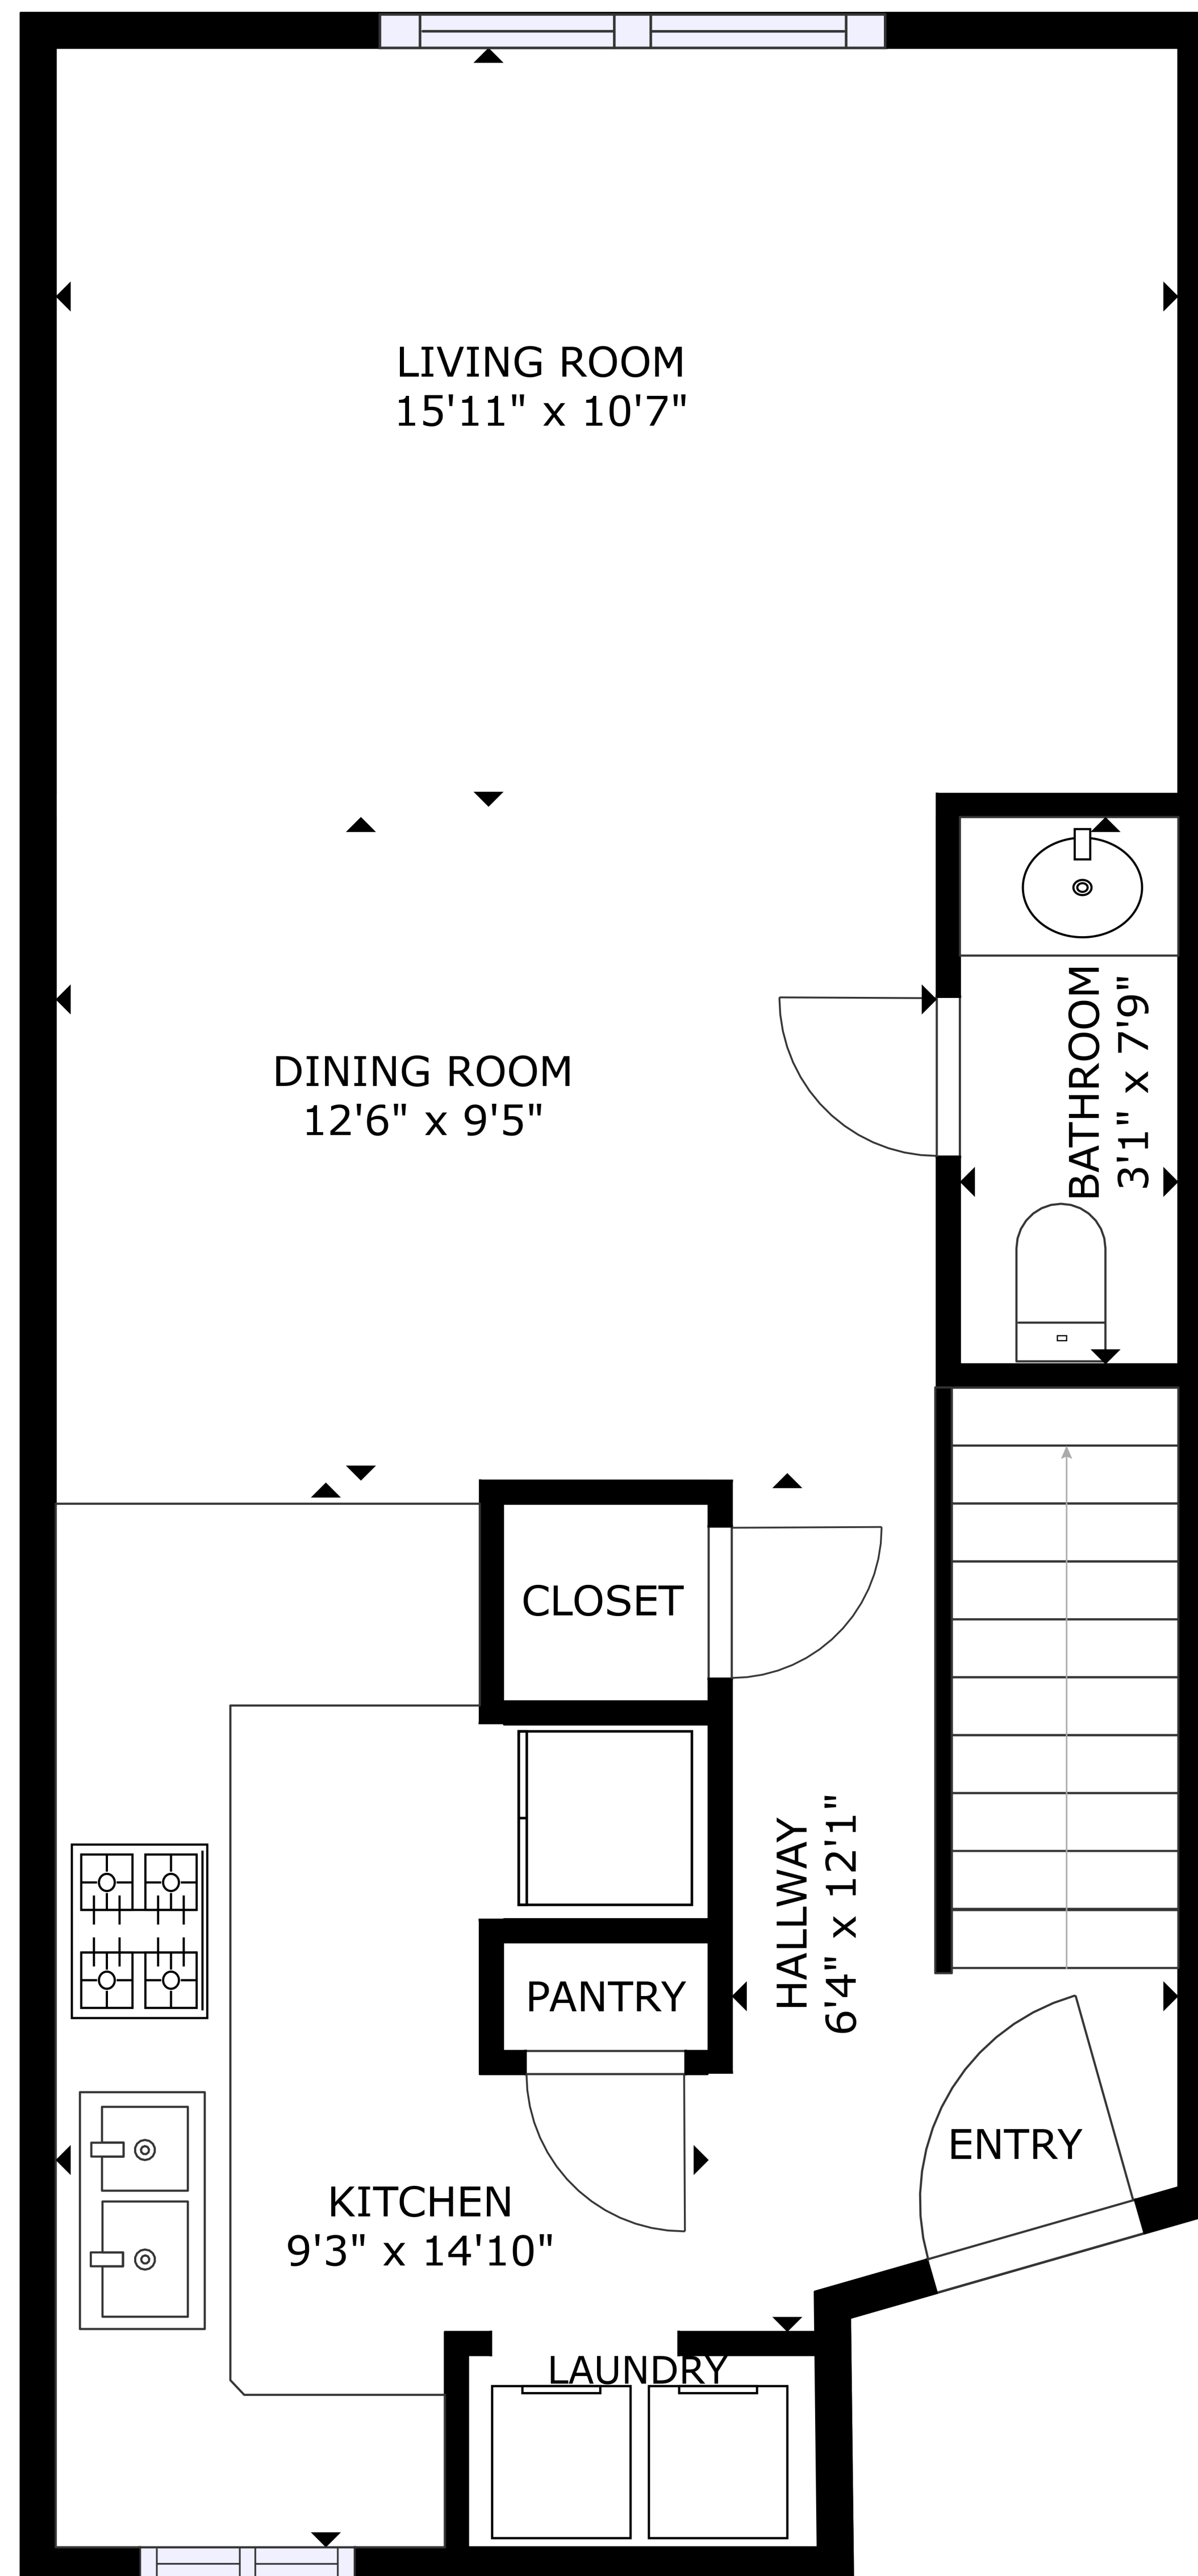 LIVING ROOM
15'11" x 10'7"
DINING ROOM
12'6" x 9'5"
BATHROOM
3'1" x 7'9"
CLOSET
HALLWAY
6'4" x 12'1"
PANTRY
ENTRY
KITCHEN
9'3" x 14'10"
LAUNDRY